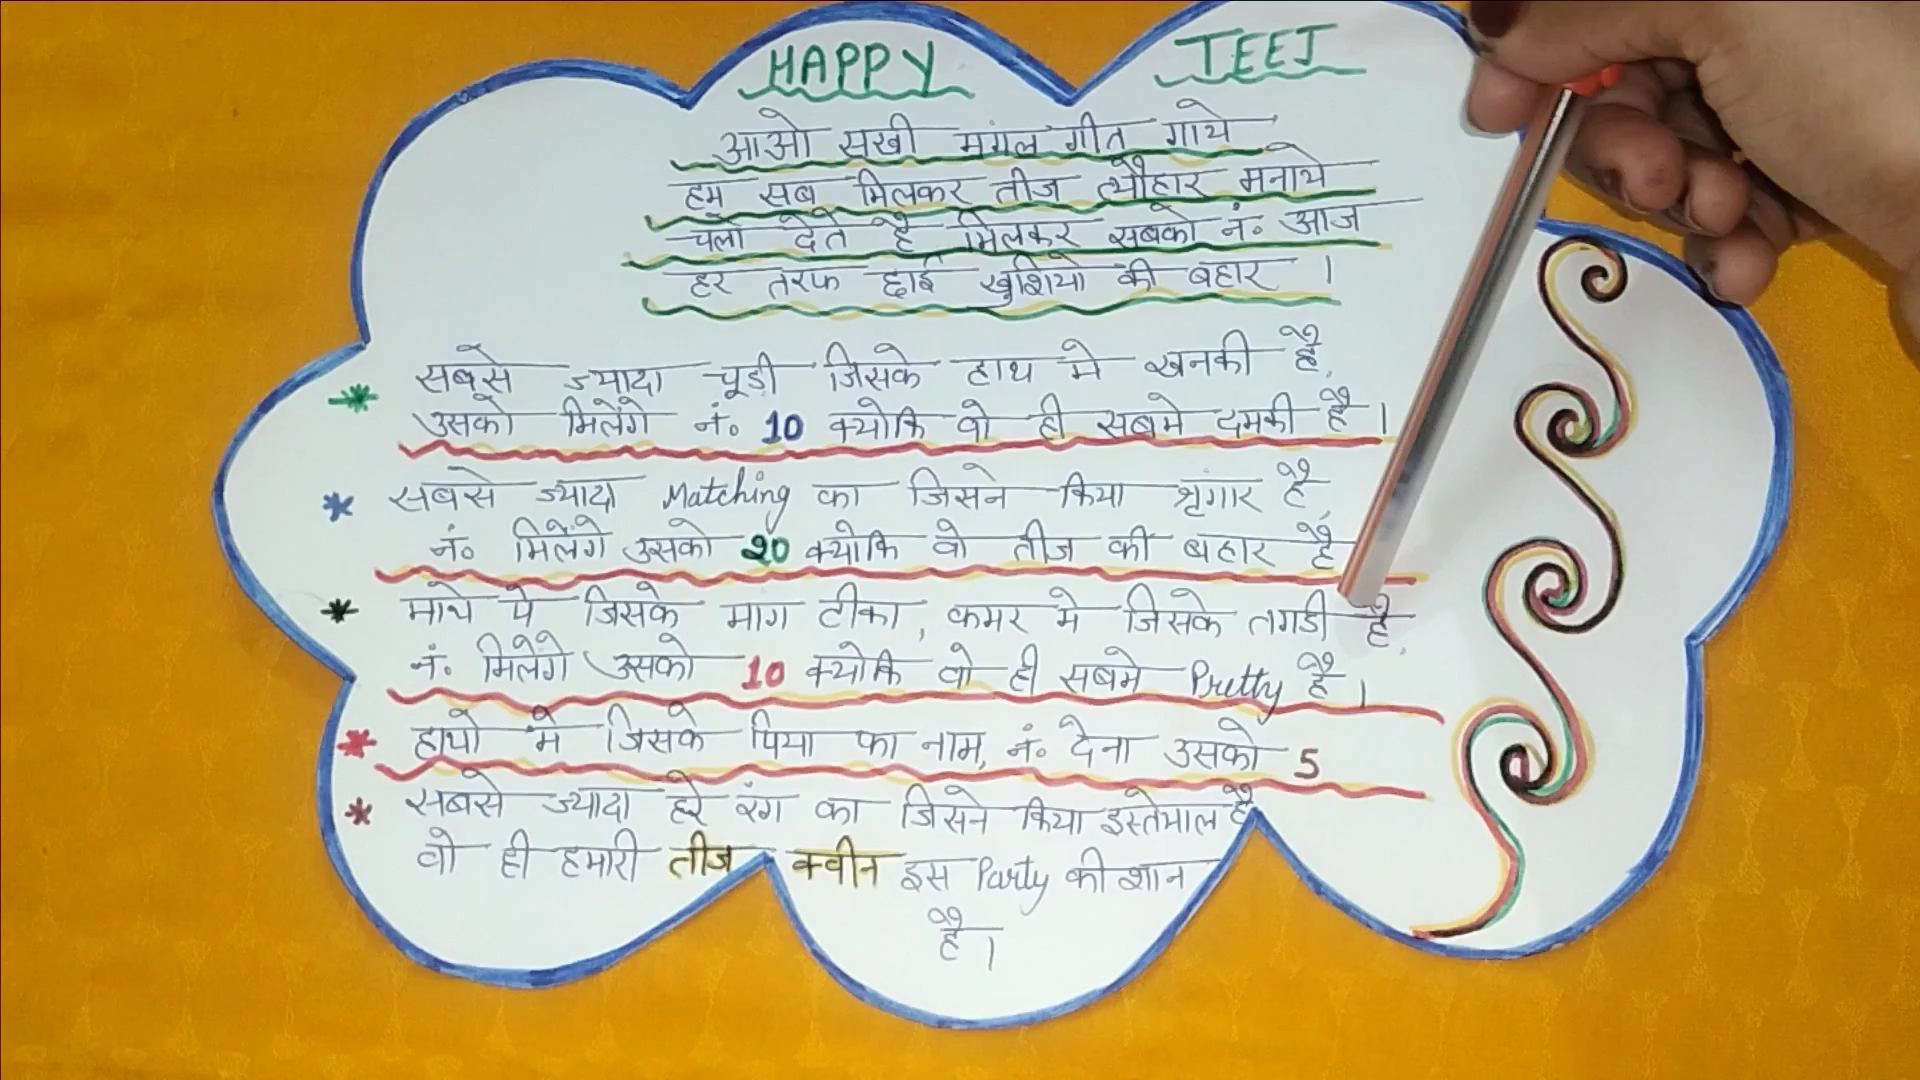 HAPPY TEEJ
आओ सखी मगंल गीत गाये
हम सब मिलकर तीज त्यौहार मनाये
चलो देते है मिलकर सबको नं॰ आज
हर तरफ छाई खुशियो की बहार ।
सबसे ज्यादा चूडी जिसके हाथ मे खनकी है,
उसको मिलेंगे नं॰ 10 क्योकि वो ही सबमे दमकी है ।
सबसे ज्यादा Matching का जिसने किया श्रृंगार है,
नं॰ मिलेंगे उसको 20 क्योकि वो तीज की बहार है
माथे पे जिसके माग टीका, कमर मे जिसके तगडी है,
नं॰ मिलेंगे उसको 10 क्योकि वो ही सबमे Pretty है ।
हाथो मे जिसके पिया का नाम, नं॰ देना उसको 5
सबसे ज्यादा हरे रंग का जिसने किया इस्तेमाल है
वो ही हमारी तीज क्वीन इस Party की शान
है ।